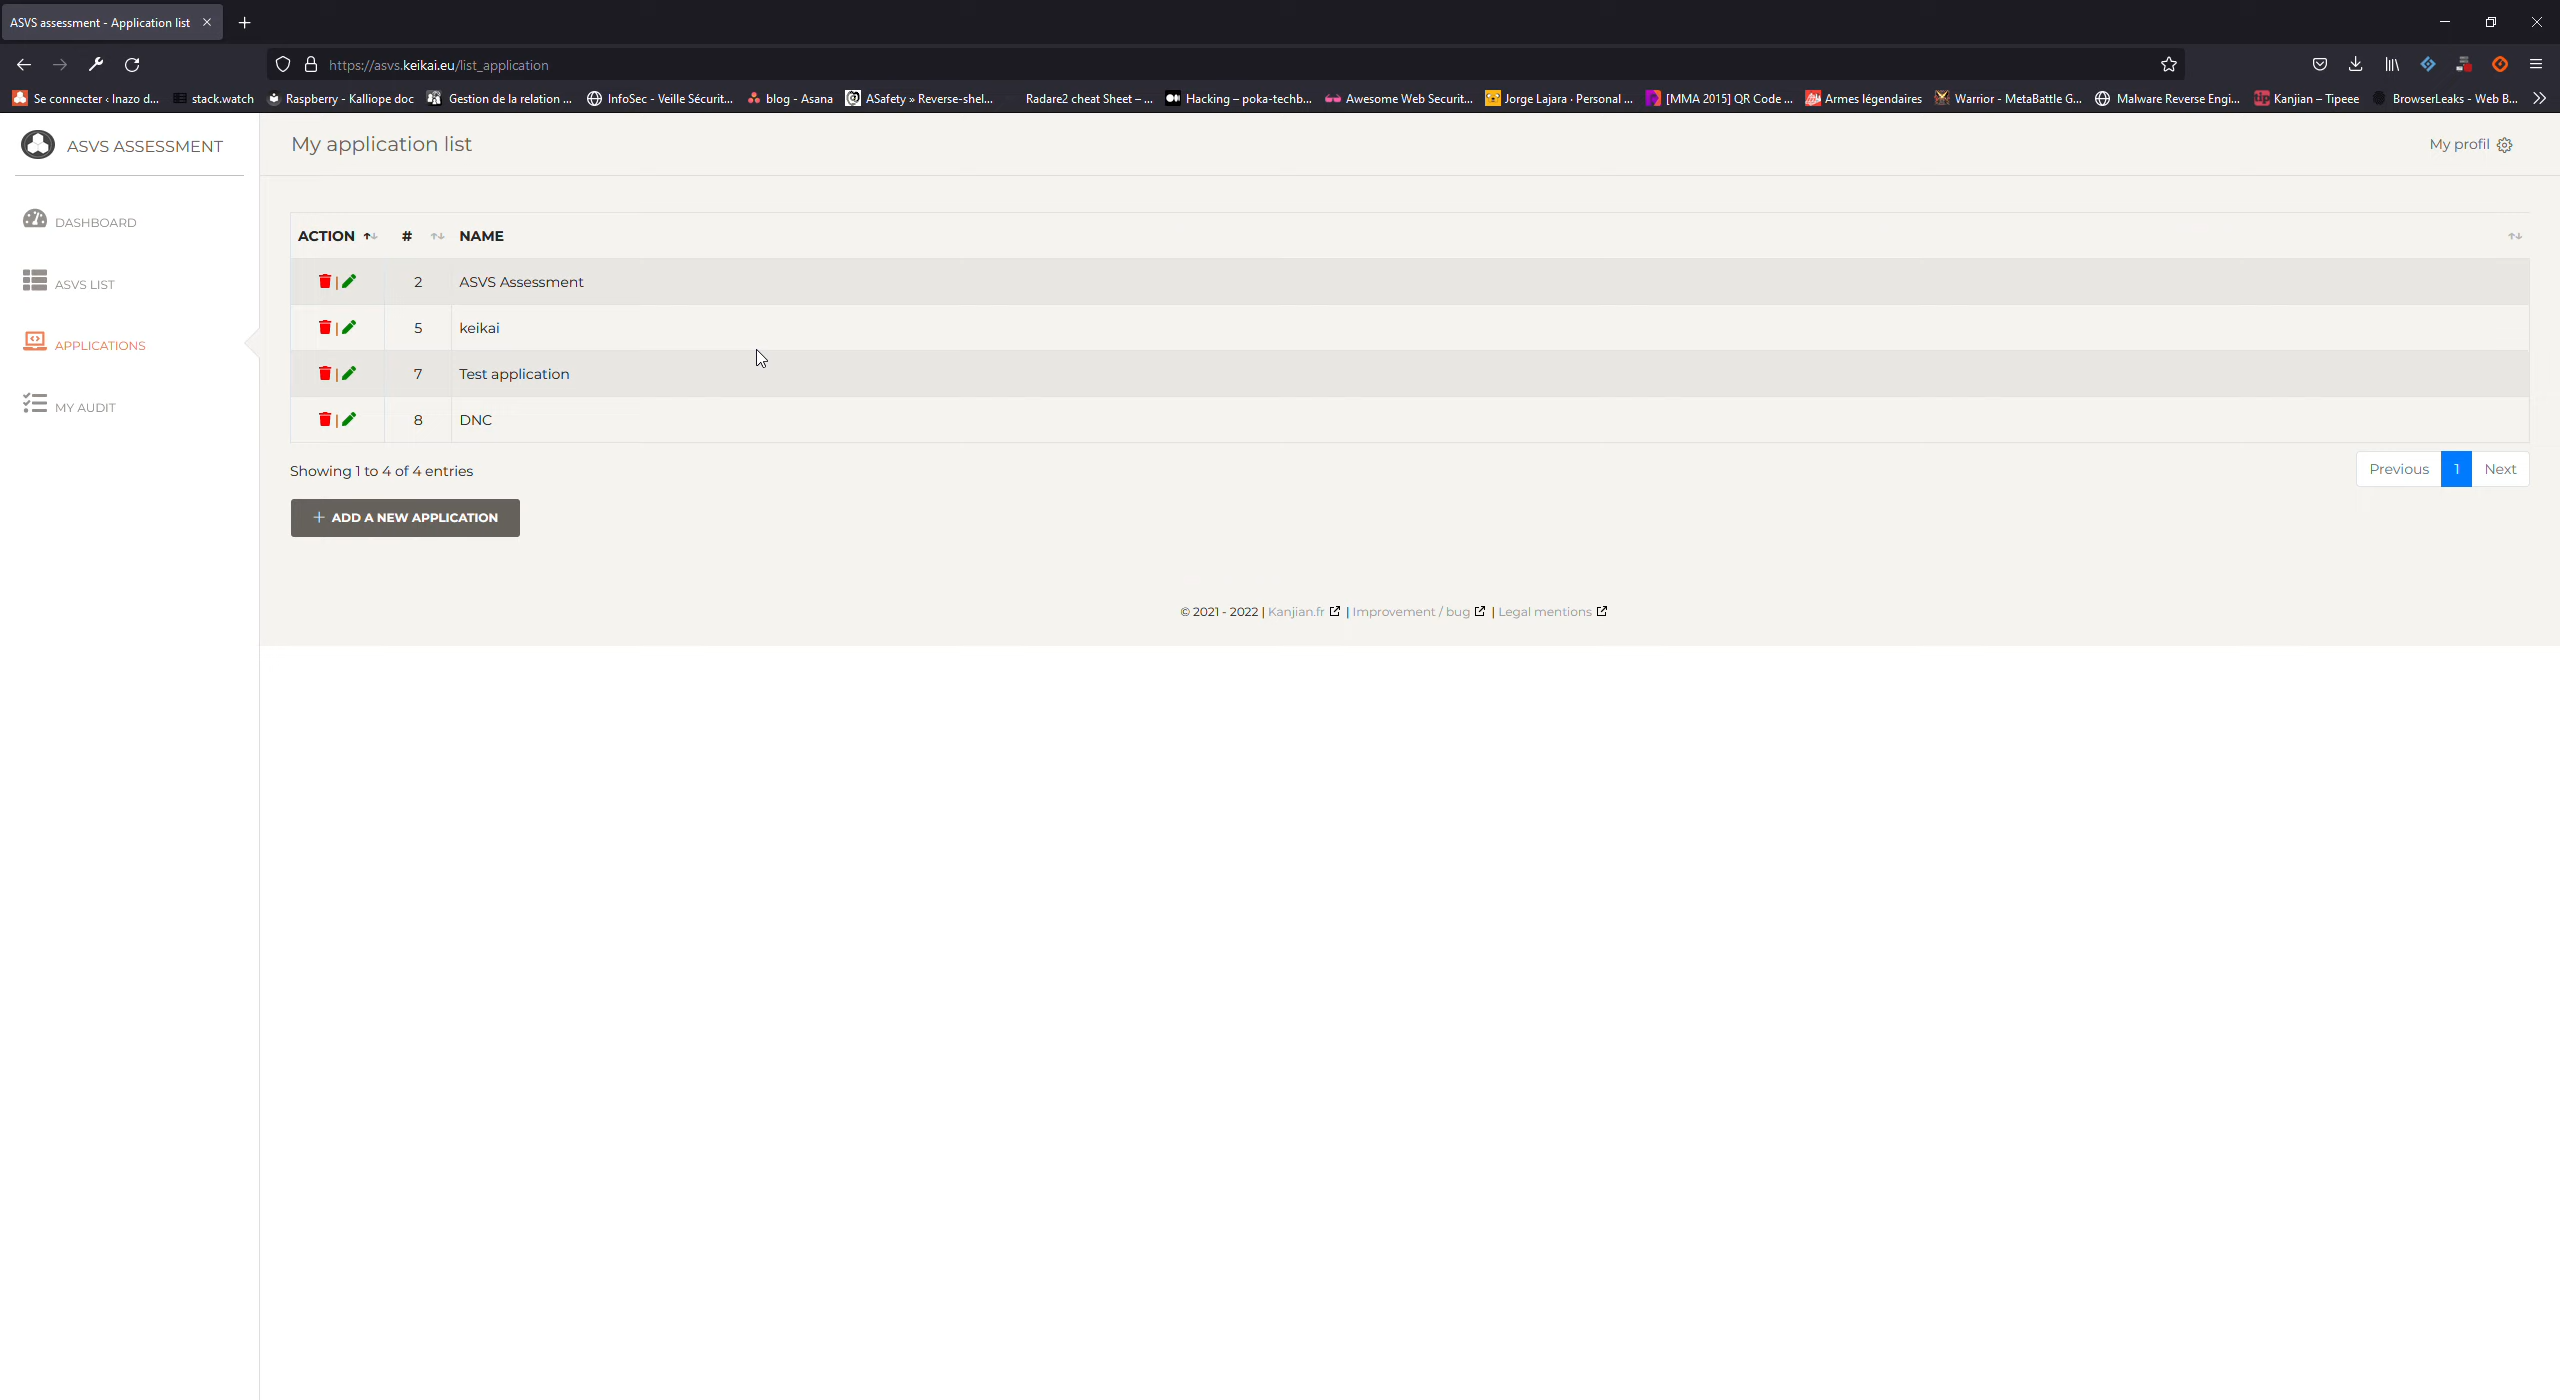 ASVS assessment - Application list
https://asvs.keikai.eu/list_application
Se connecter ‹ Inazo d...
stack.watch
Raspberry - Kalliope doc
Gestion de la relation ...
InfoSec - Veille Sécurit...
blog - Asana
ASafety » Reverse-shel...
Radare2 cheat Sheet – ...
Hacking – poka-techb...
Awesome Web Securit...
Jorge Lajara · Personal ...
[MMA 2015] QR Code ...
Armes légendaires
Warrior - MetaBattle G...
Malware Reverse Engi...
Kanjian – Tipeee
BrowserLeaks - Web B...
ASVS ASSESSMENT
My application list
My profil
DASHBOARD
ASVS LIST
APPLICATIONS
MY AUDIT
ACTION # NAME
| 2 ASVS Assessment
| 5 keikai
| 7 Test application
| 8 DNC
Showing 1 to 4 of 4 entries
Previous 1 Next
+ ADD A NEW APPLICATION
© 2021 - 2022 | Kanjian.fr | Improvement / bug | Legal mentions